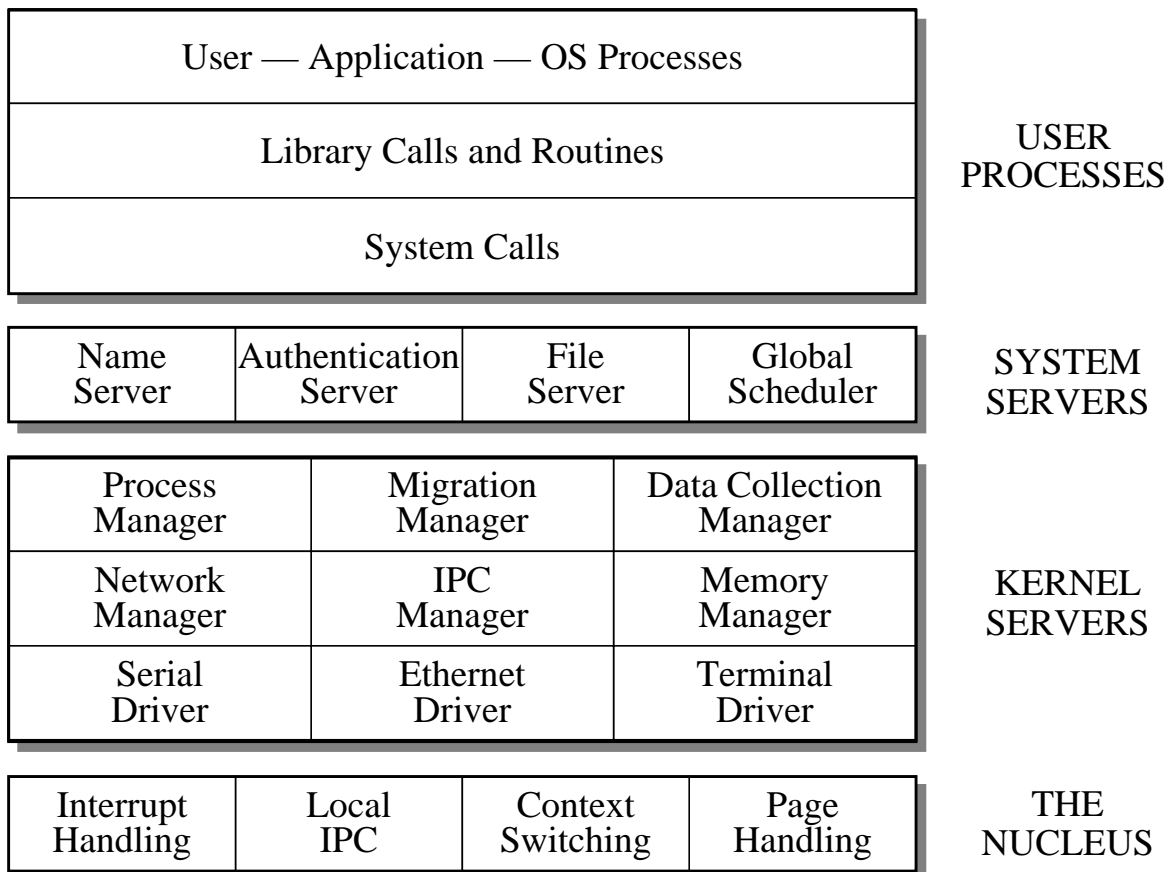 User — Application — OS Processes
Library Calls and Routines
System Calls
USER
PROCESSES
Name
Server
Authentication
Server
File
Server
Global
Scheduler
SYSTEM
SERVERS
Process
Manager
Migration
Manager
Data Collection
Manager
Network
Manager
IPC
Manager
Memory
Manager
Serial
Driver
Ethernet
Driver
Terminal
Driver
KERNEL
SERVERS
Interrupt
Handling
Local
IPC
Context
Switching
Page
Handling
THE
NUCLEUS